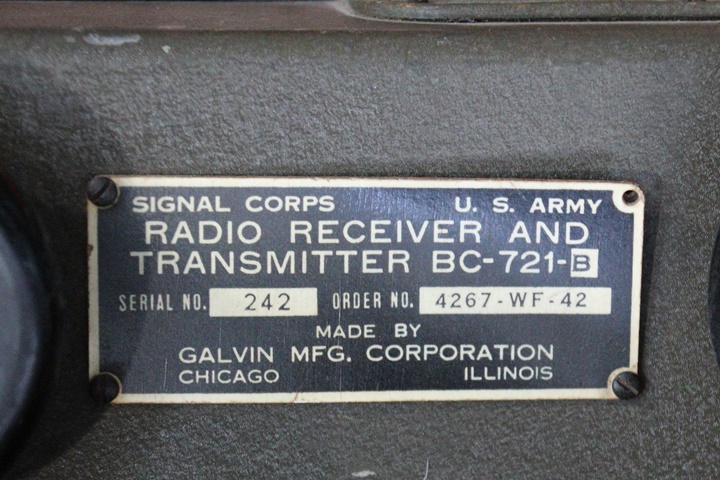 SIGNAL CORPS U. S. ARMY
RADIO RECEIVER AND
TRANSMITTER BC-721-B
SERIAL NO. 242 ORDER NO. 4267-WF-42
MADE BY
GALVIN MFG. CORPORATION
CHICAGO ILLINOIS